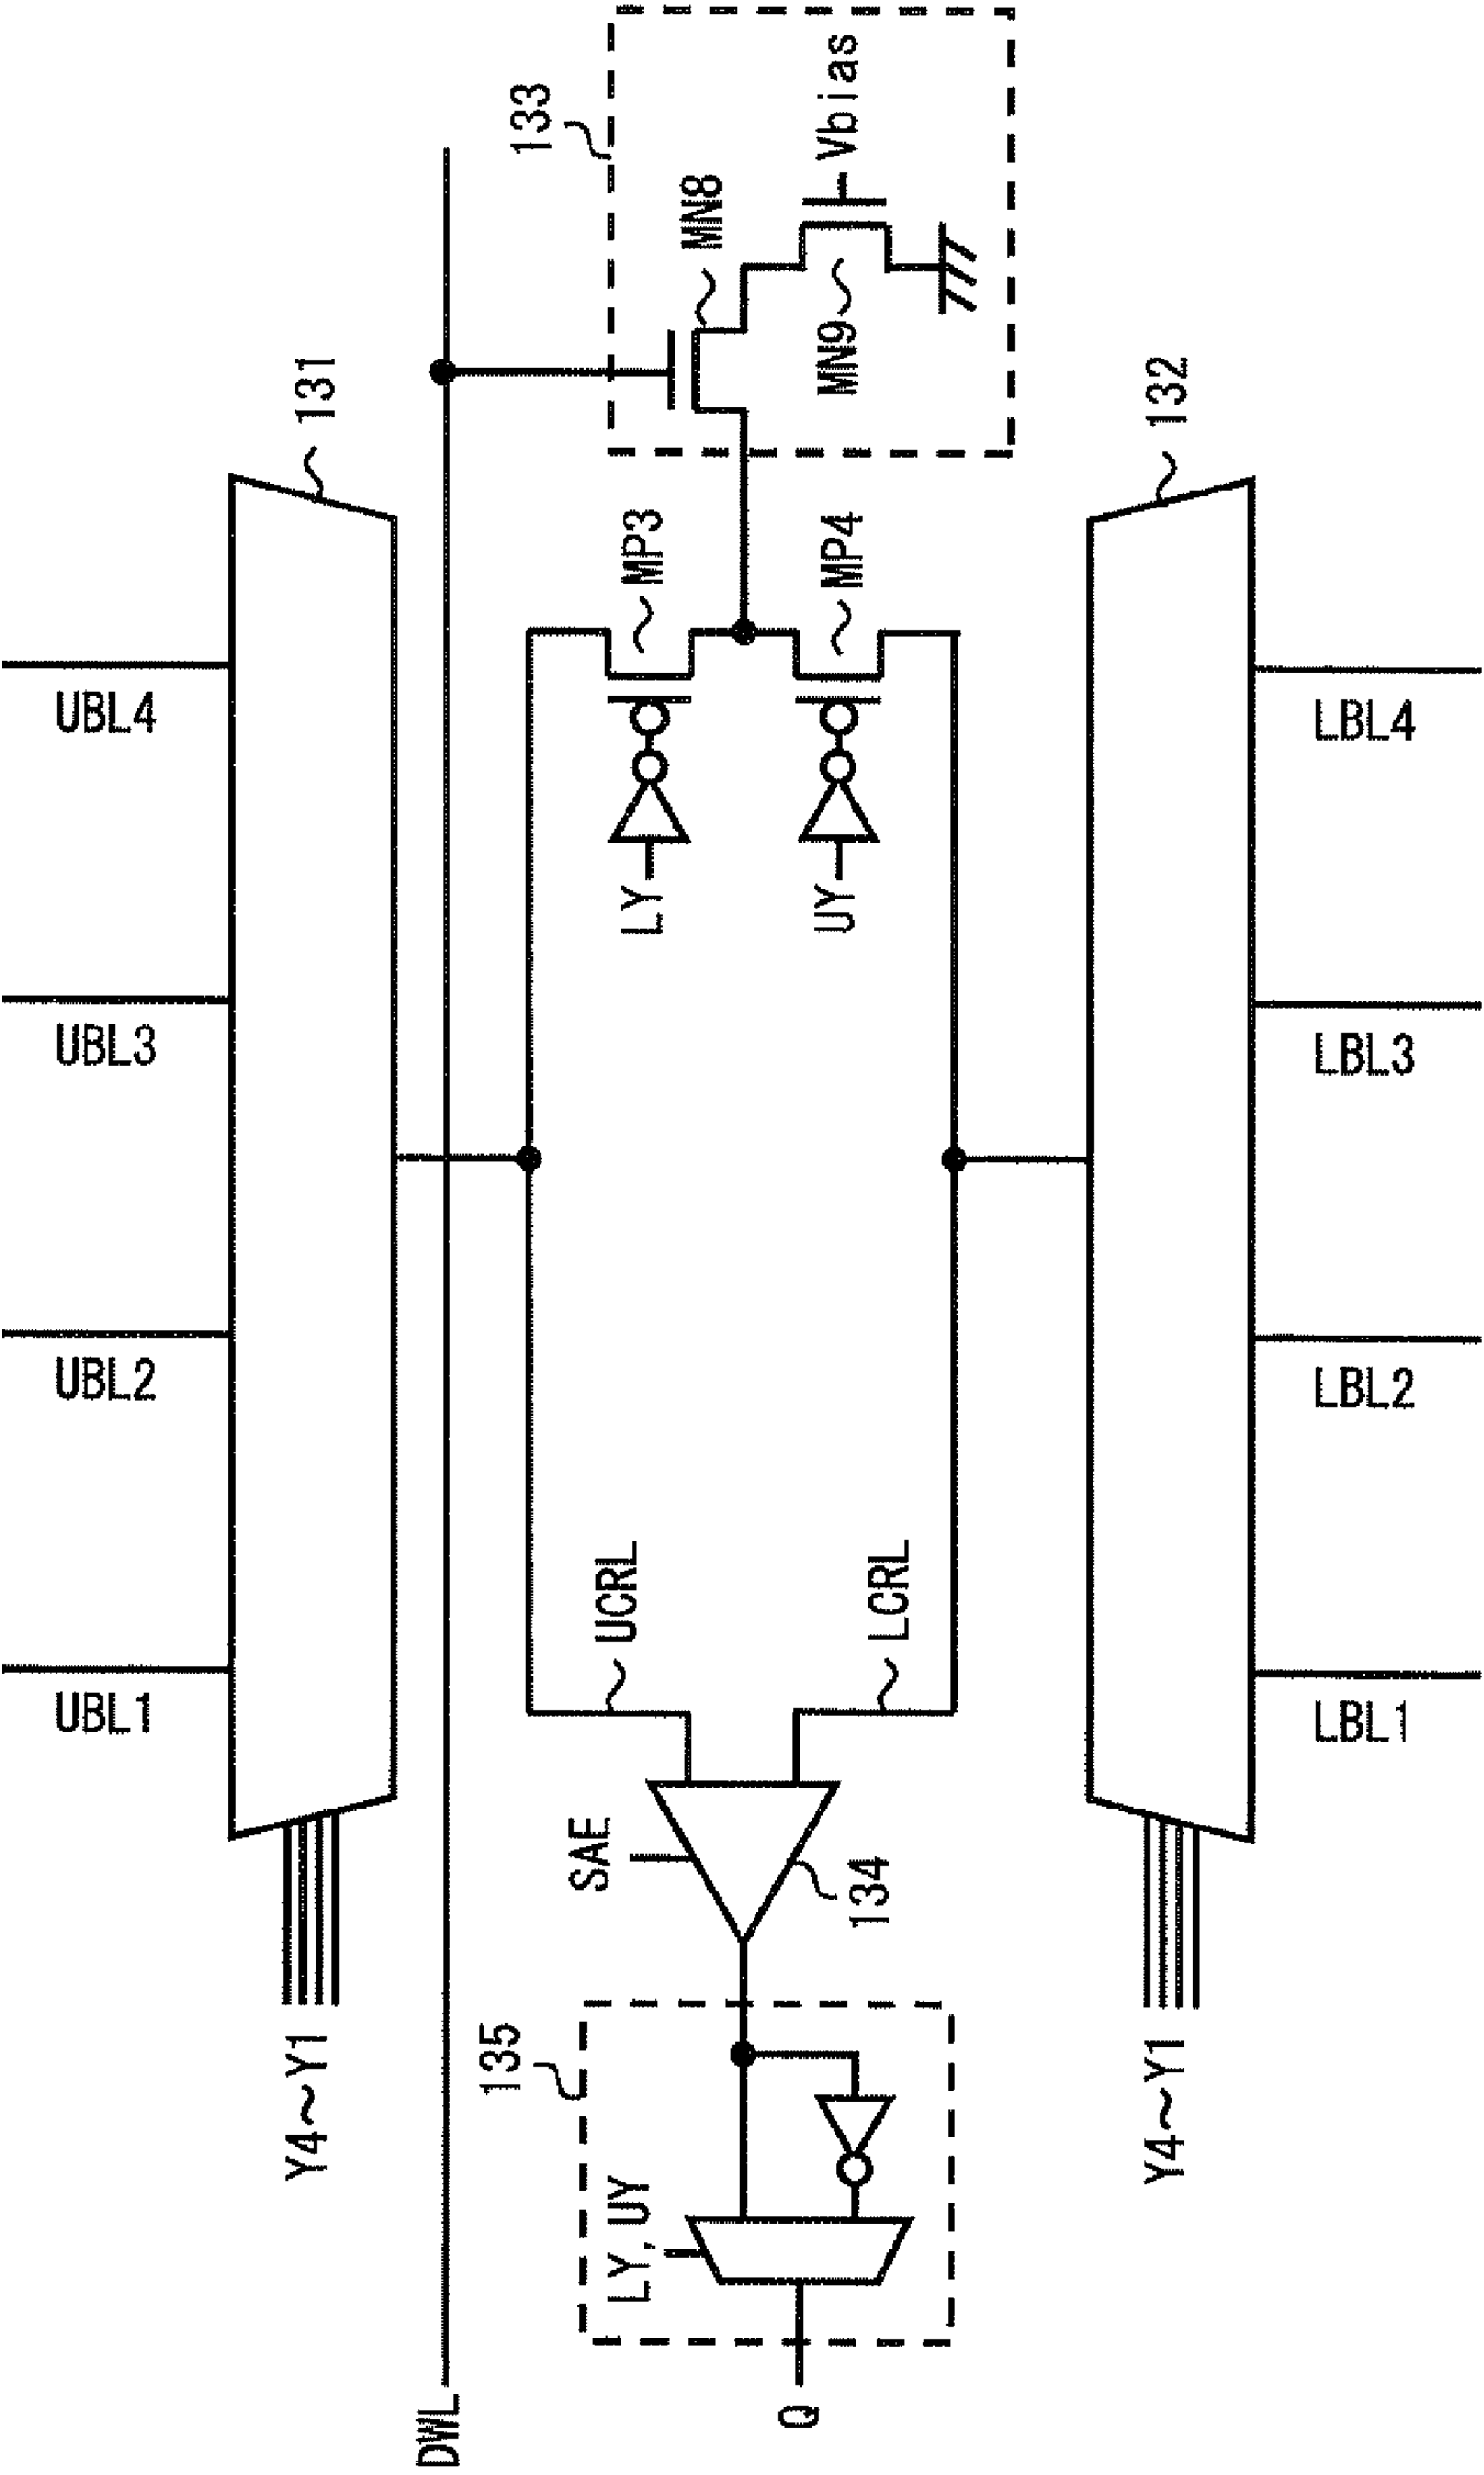 UBL1
UBL2
UBL3
UBL4
Y4~Y1
131
DWL
135
133
LY, UY
SAE
UCRL
LY
MP3
MN8
Q
134
LCRL
UY
MP4
MN9
Vbias
Y4~Y1
132
LBL1
LBL2
LBL3
LBL4